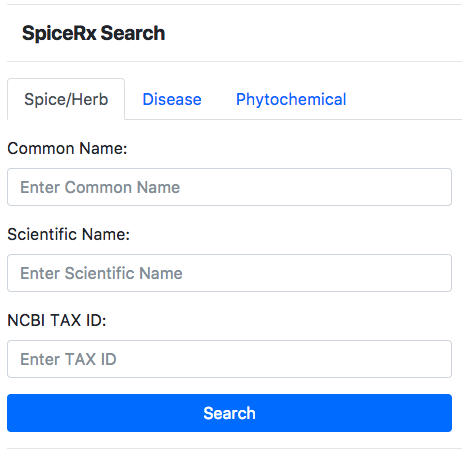 SpiceRx Search
Spice/Herb Disease Phytochemical
Common Name:
Enter Common Name
Scientific Name:
Enter Scientific Name
NCBI TAX ID:
Enter TAX ID
Search